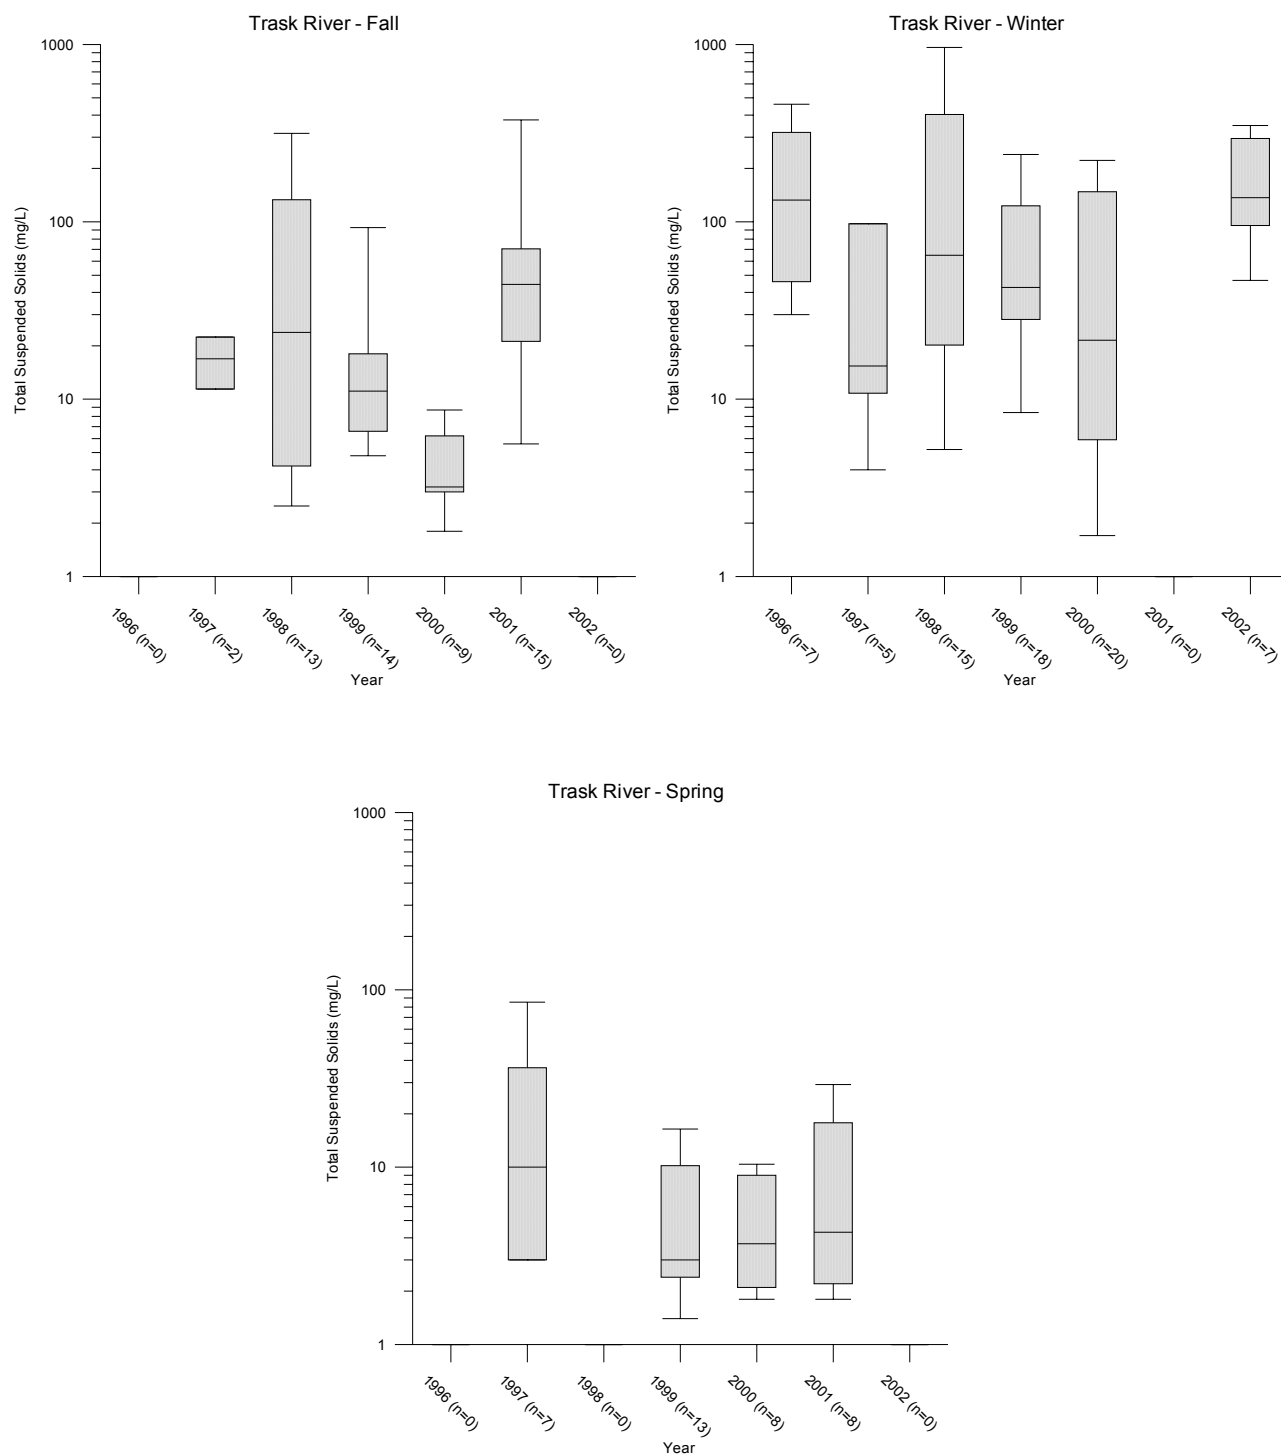 Trask River - Fall
1000
100
10
1
Total Suspended Solids (mg/L)
1996 (n=0)
1997 (n=2)
1998 (n=13)
1999 (n=14)
2000 (n=9)
2001 (n=15)
2002 (n=0)
Year
Trask River - Winter
1000
100
10
1
Total Suspended Solids (mg/L)
1996 (n=7)
1997 (n=5)
1998 (n=15)
1999 (n=18)
2000 (n=20)
2001 (n=0)
2002 (n=7)
Year
Trask River - Spring
1000
100
10
1
Total Suspended Solids (mg/L)
1996 (n=0)
1997 (n=7)
1998 (n=0)
1999 (n=13)
2000 (n=8)
2001 (n=8)
2002 (n=0)
Year